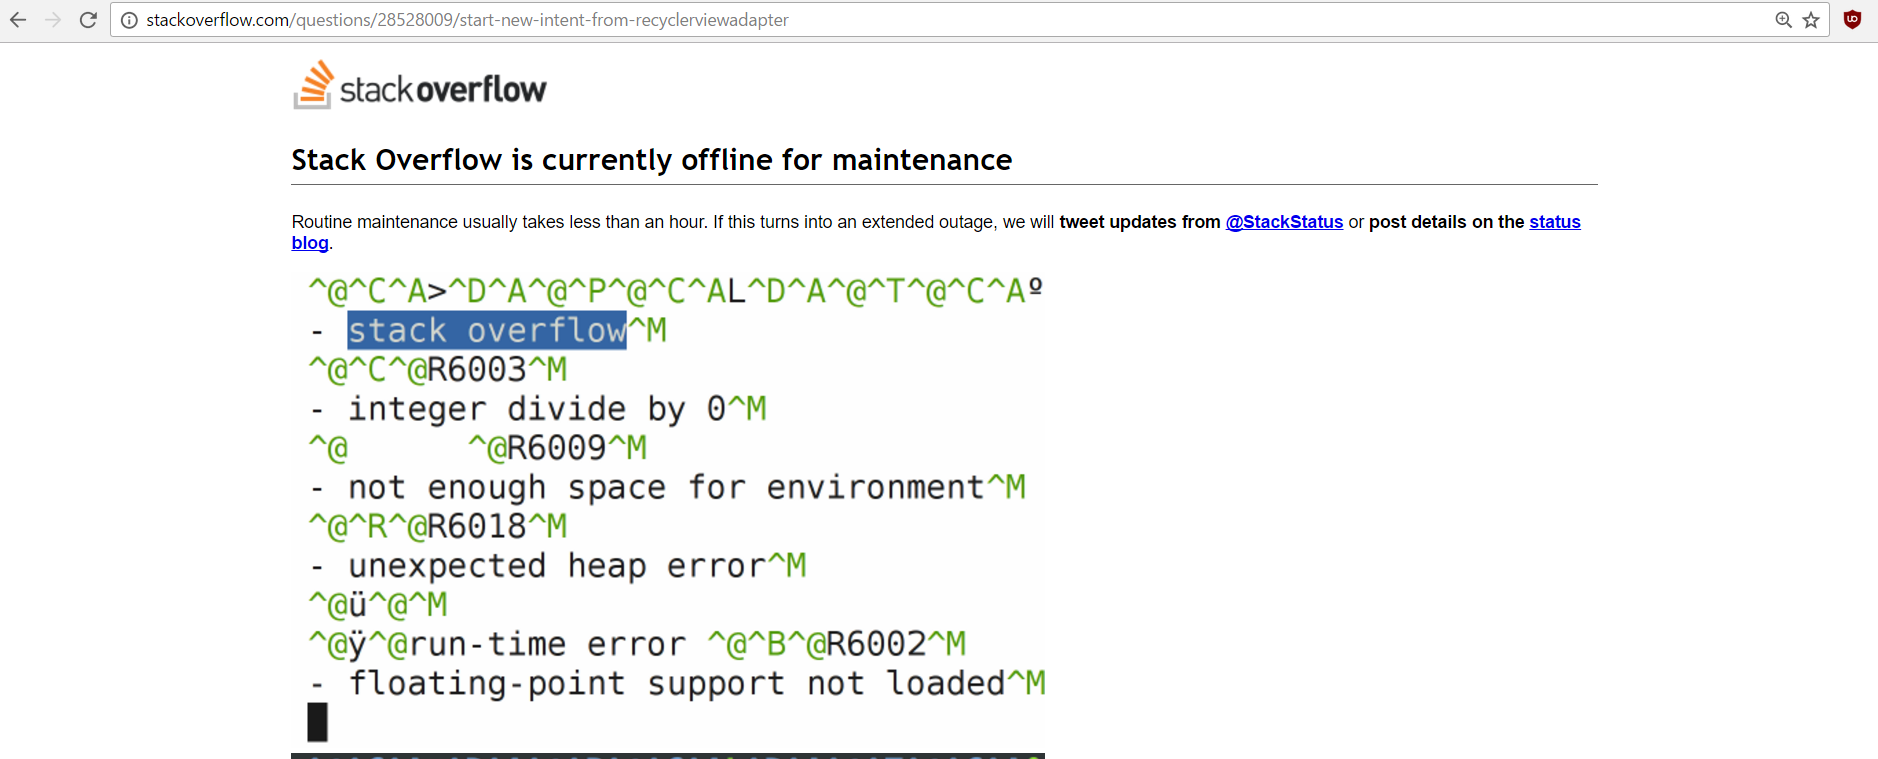 stackoverflow.com/questions/28528009/start-new-intent-from-recyclerviewadapter
stackoverflow
Stack Overflow is currently offline for maintenance
Routine maintenance usually takes less than an hour. If this turns into an extended outage, we will tweet updates from @StackStatus or post details on the status
blog.
^@^C^A>^D^A^@^P^@^C^AL^D^A^@^T^@^C^Aº
- stack overflow^M
^@^C^@R6003^M
- integer divide by 0^M
^@      ^@R6009^M
- not enough space for environment^M
^@^R^@R6018^M
- unexpected heap error^M
^@ü^@^M
^@ÿ^@run-time error ^@^B^@R6002^M
- floating-point support not loaded^M